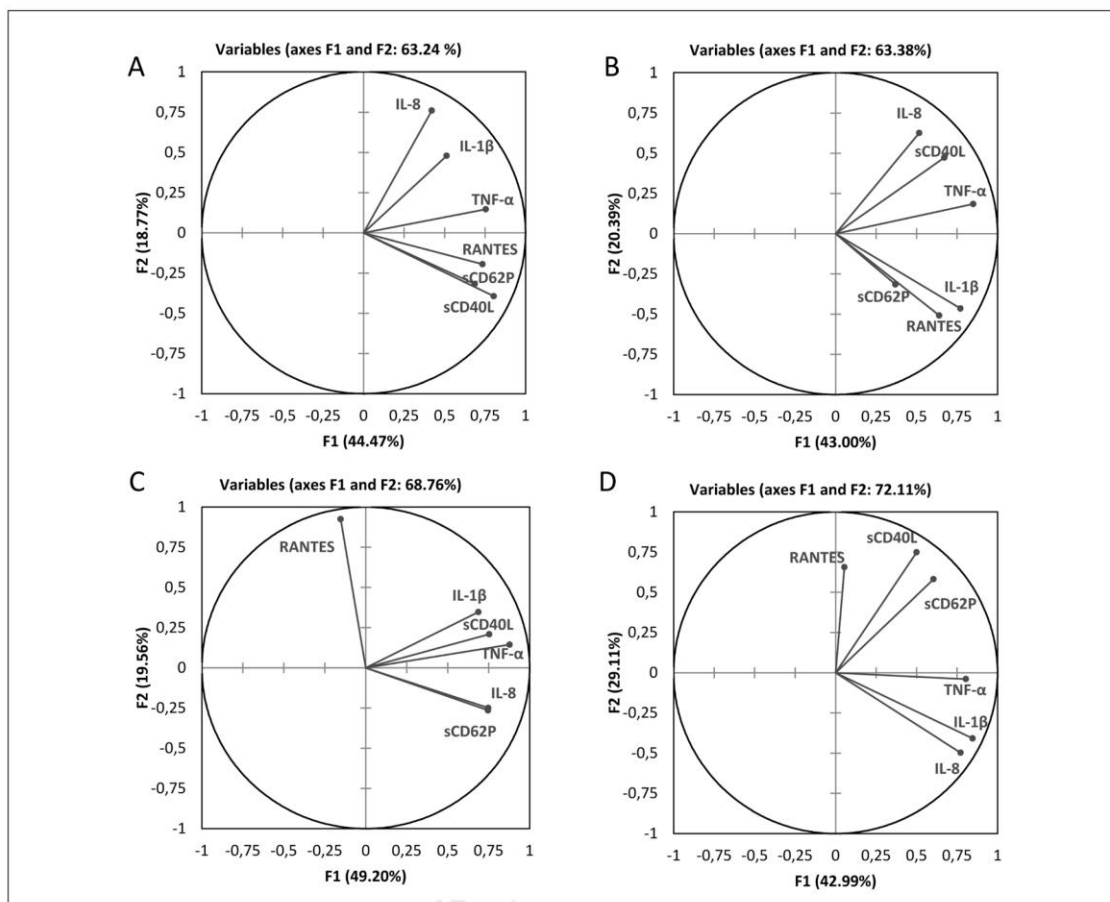 A
Variables (axes F1 and F2: 63.24 %)
1
0,75
0,5
0,25
0
-0,25
-0,5
-0,75
-1
F2 (18.77%)
IL-8
IL-1β
TNF-α
RANTES
sCD62P
sCD40L
-1 -0,75 -0,5 -0,25 0 0,25 0,5 0,75 1
F1 (44.47%)
B
Variables (axes F1 and F2: 63.38%)
1
0,75
0,5
0,25
0
-0,25
-0,5
-0,75
-1
F2 (20.39%)
IL-8
sCD40L
TNF-α
IL-1β
sCD62P
RANTES
-1 -0,75 -0,5 -0,25 0 0,25 0,5 0,75 1
F1 (43.00%)
C
Variables (axes F1 and F2: 68.76%)
1
0,75
0,5
0,25
0
-0,25
-0,5
-0,75
-1
F2 (19.56%)
RANTES
IL-1β
sCD40L
TNF-α
IL-8
sCD62P
-1 -0,75 -0,5 -0,25 0 0,25 0,5 0,75 1
F1 (49.20%)
D
Variables (axes F1 and F2: 72.11%)
1
0,75
0,5
0,25
0
-0,25
-0,5
-0,75
-1
F2 (29.11%)
sCD40L
RANTES
sCD62P
TNF-α
IL-1β
IL-8
-1 -0,75 -0,5 -0,25 0 0,25 0,5 0,75 1
F1 (42.99%)